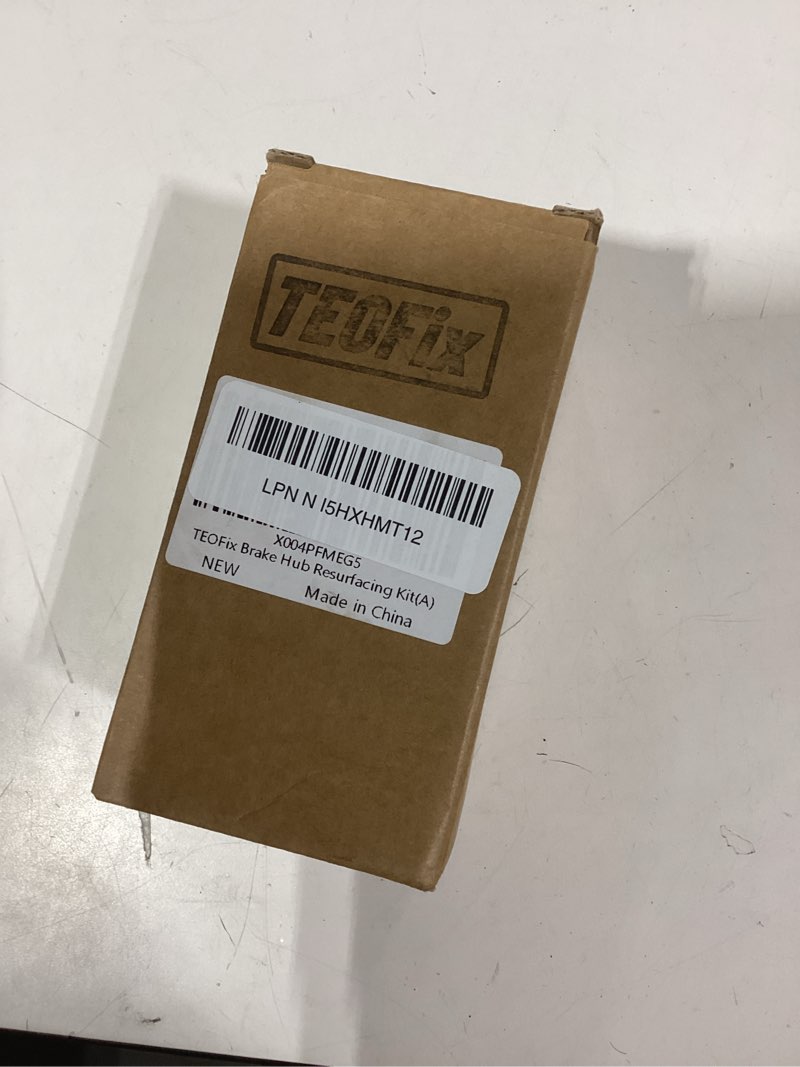 TEOFix
LPN N I5HXHMT12
X004PFMEG5
TEOFix Brake Hub Resurfacing Kit(A)
NEW
Made in China